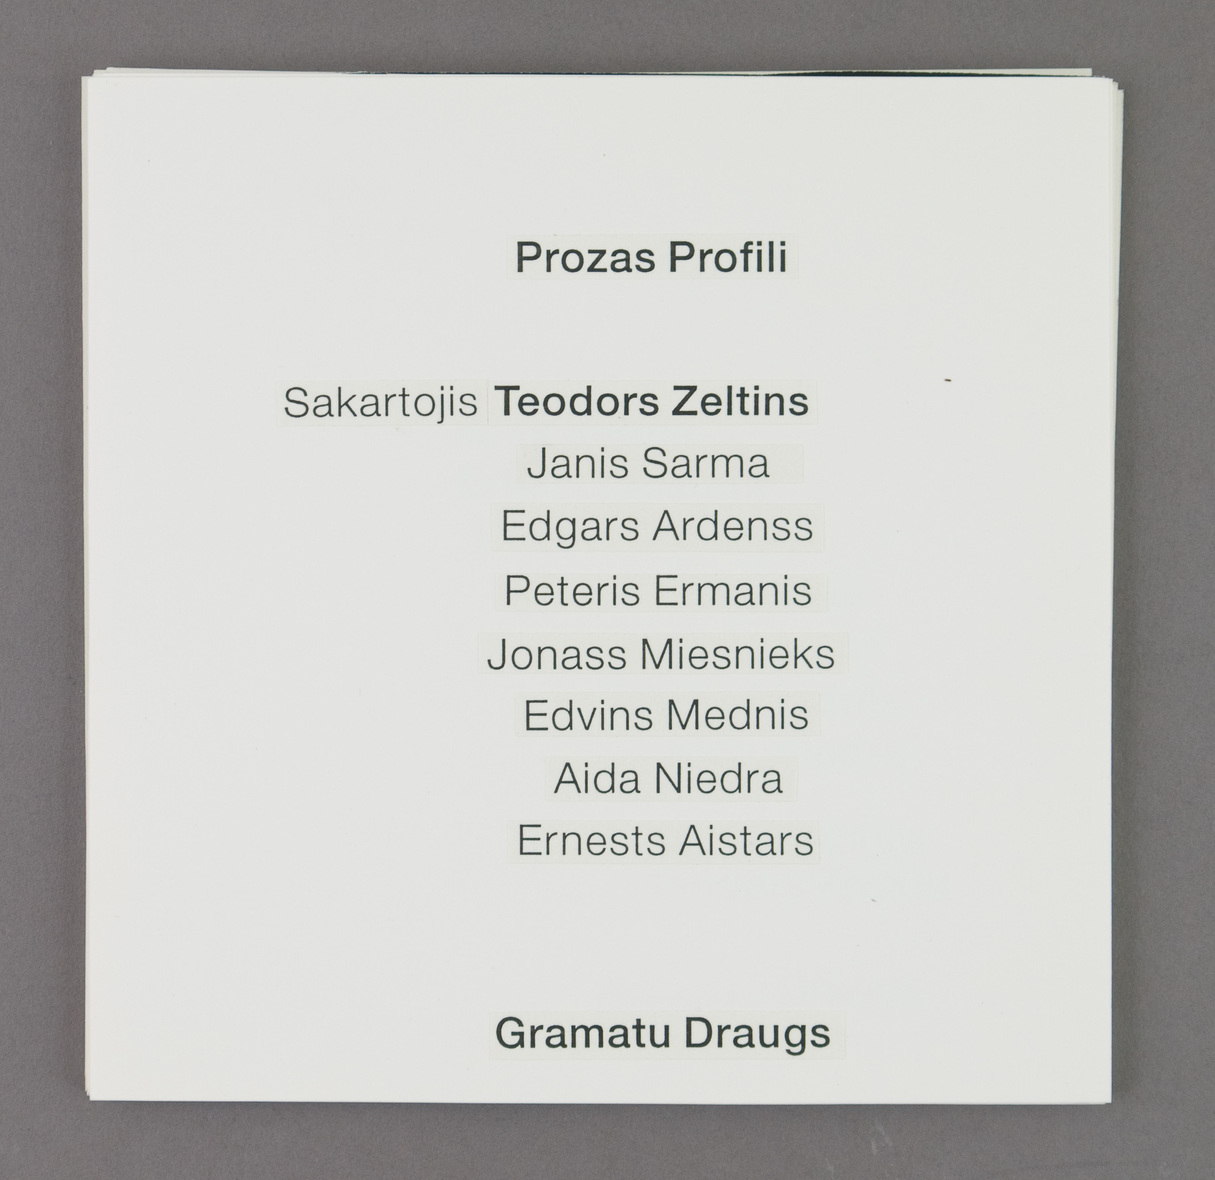 Prozas Profili
Sakartojis Teodors Zeltins
Janis Sarma
Edgars Ardenss
Peteris Ermanis
Jonass Miesnieks
Edvins Mednis
Aida Niedra
Ernests Aistars
Gramatu Draugs